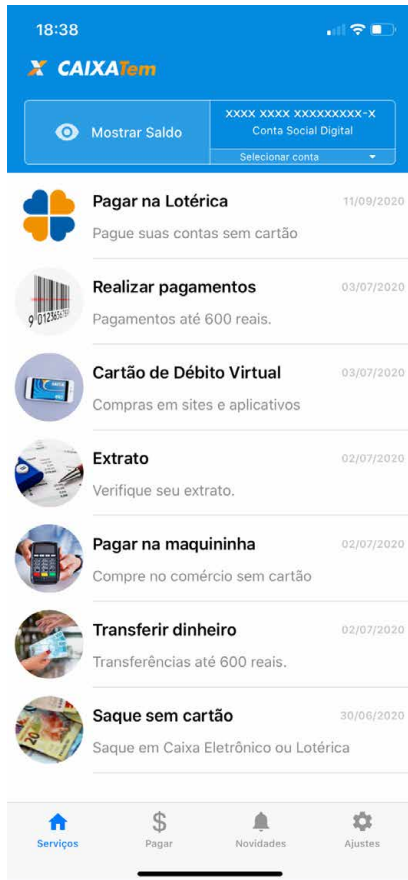 18:38
X CAIXATem
Mostrar Saldo
XXXX XXXX XXXXXXXXX-X
Conta Social Digital
Selecionar conta
Pagar na Lotérica
11/09/2020
Pague suas contas sem cartão
Realizar pagamentos
03/07/2020
Pagamentos até 600 reais.
Cartão de Débito Virtual
03/07/2020
Compras em sites e aplicativos
Extrato
02/07/2020
Verifique seu extrato.
Pagar na maquininha
02/07/2020
Compre no comércio sem cartão
Transferir dinheiro
02/07/2020
Transferências até 600 reais.
Saque sem cartão
30/06/2020
Saque em Caixa Eletrônico ou Lotérica
Serviços
Pagar
Novidades
Ajustes